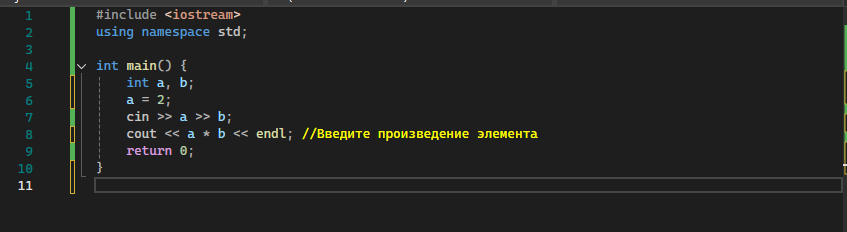 1 #include <iostream>
2 using namespace std;
3
4 int main() {
5 int a, b;
6 a = 2;
7 cin >> a >> b;
8 cout << a * b << endl; //Введите произведение элемента
9 return 0;
10 }
11